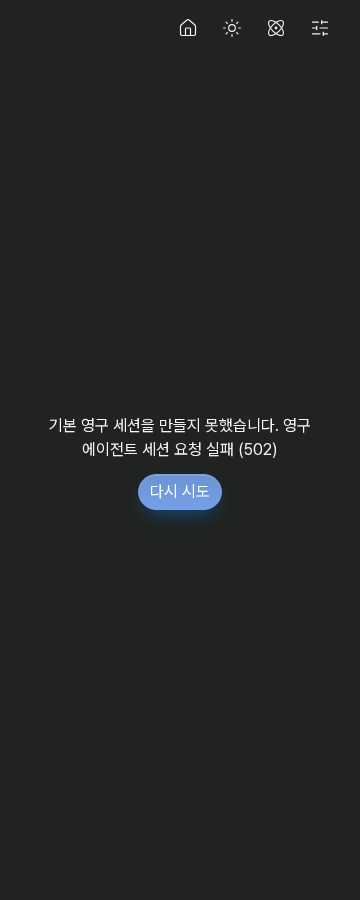 기본 영구 세션을 만들지 못했습니다. 영구
에이전트 세션 요청 실패 (502)
다시 시도